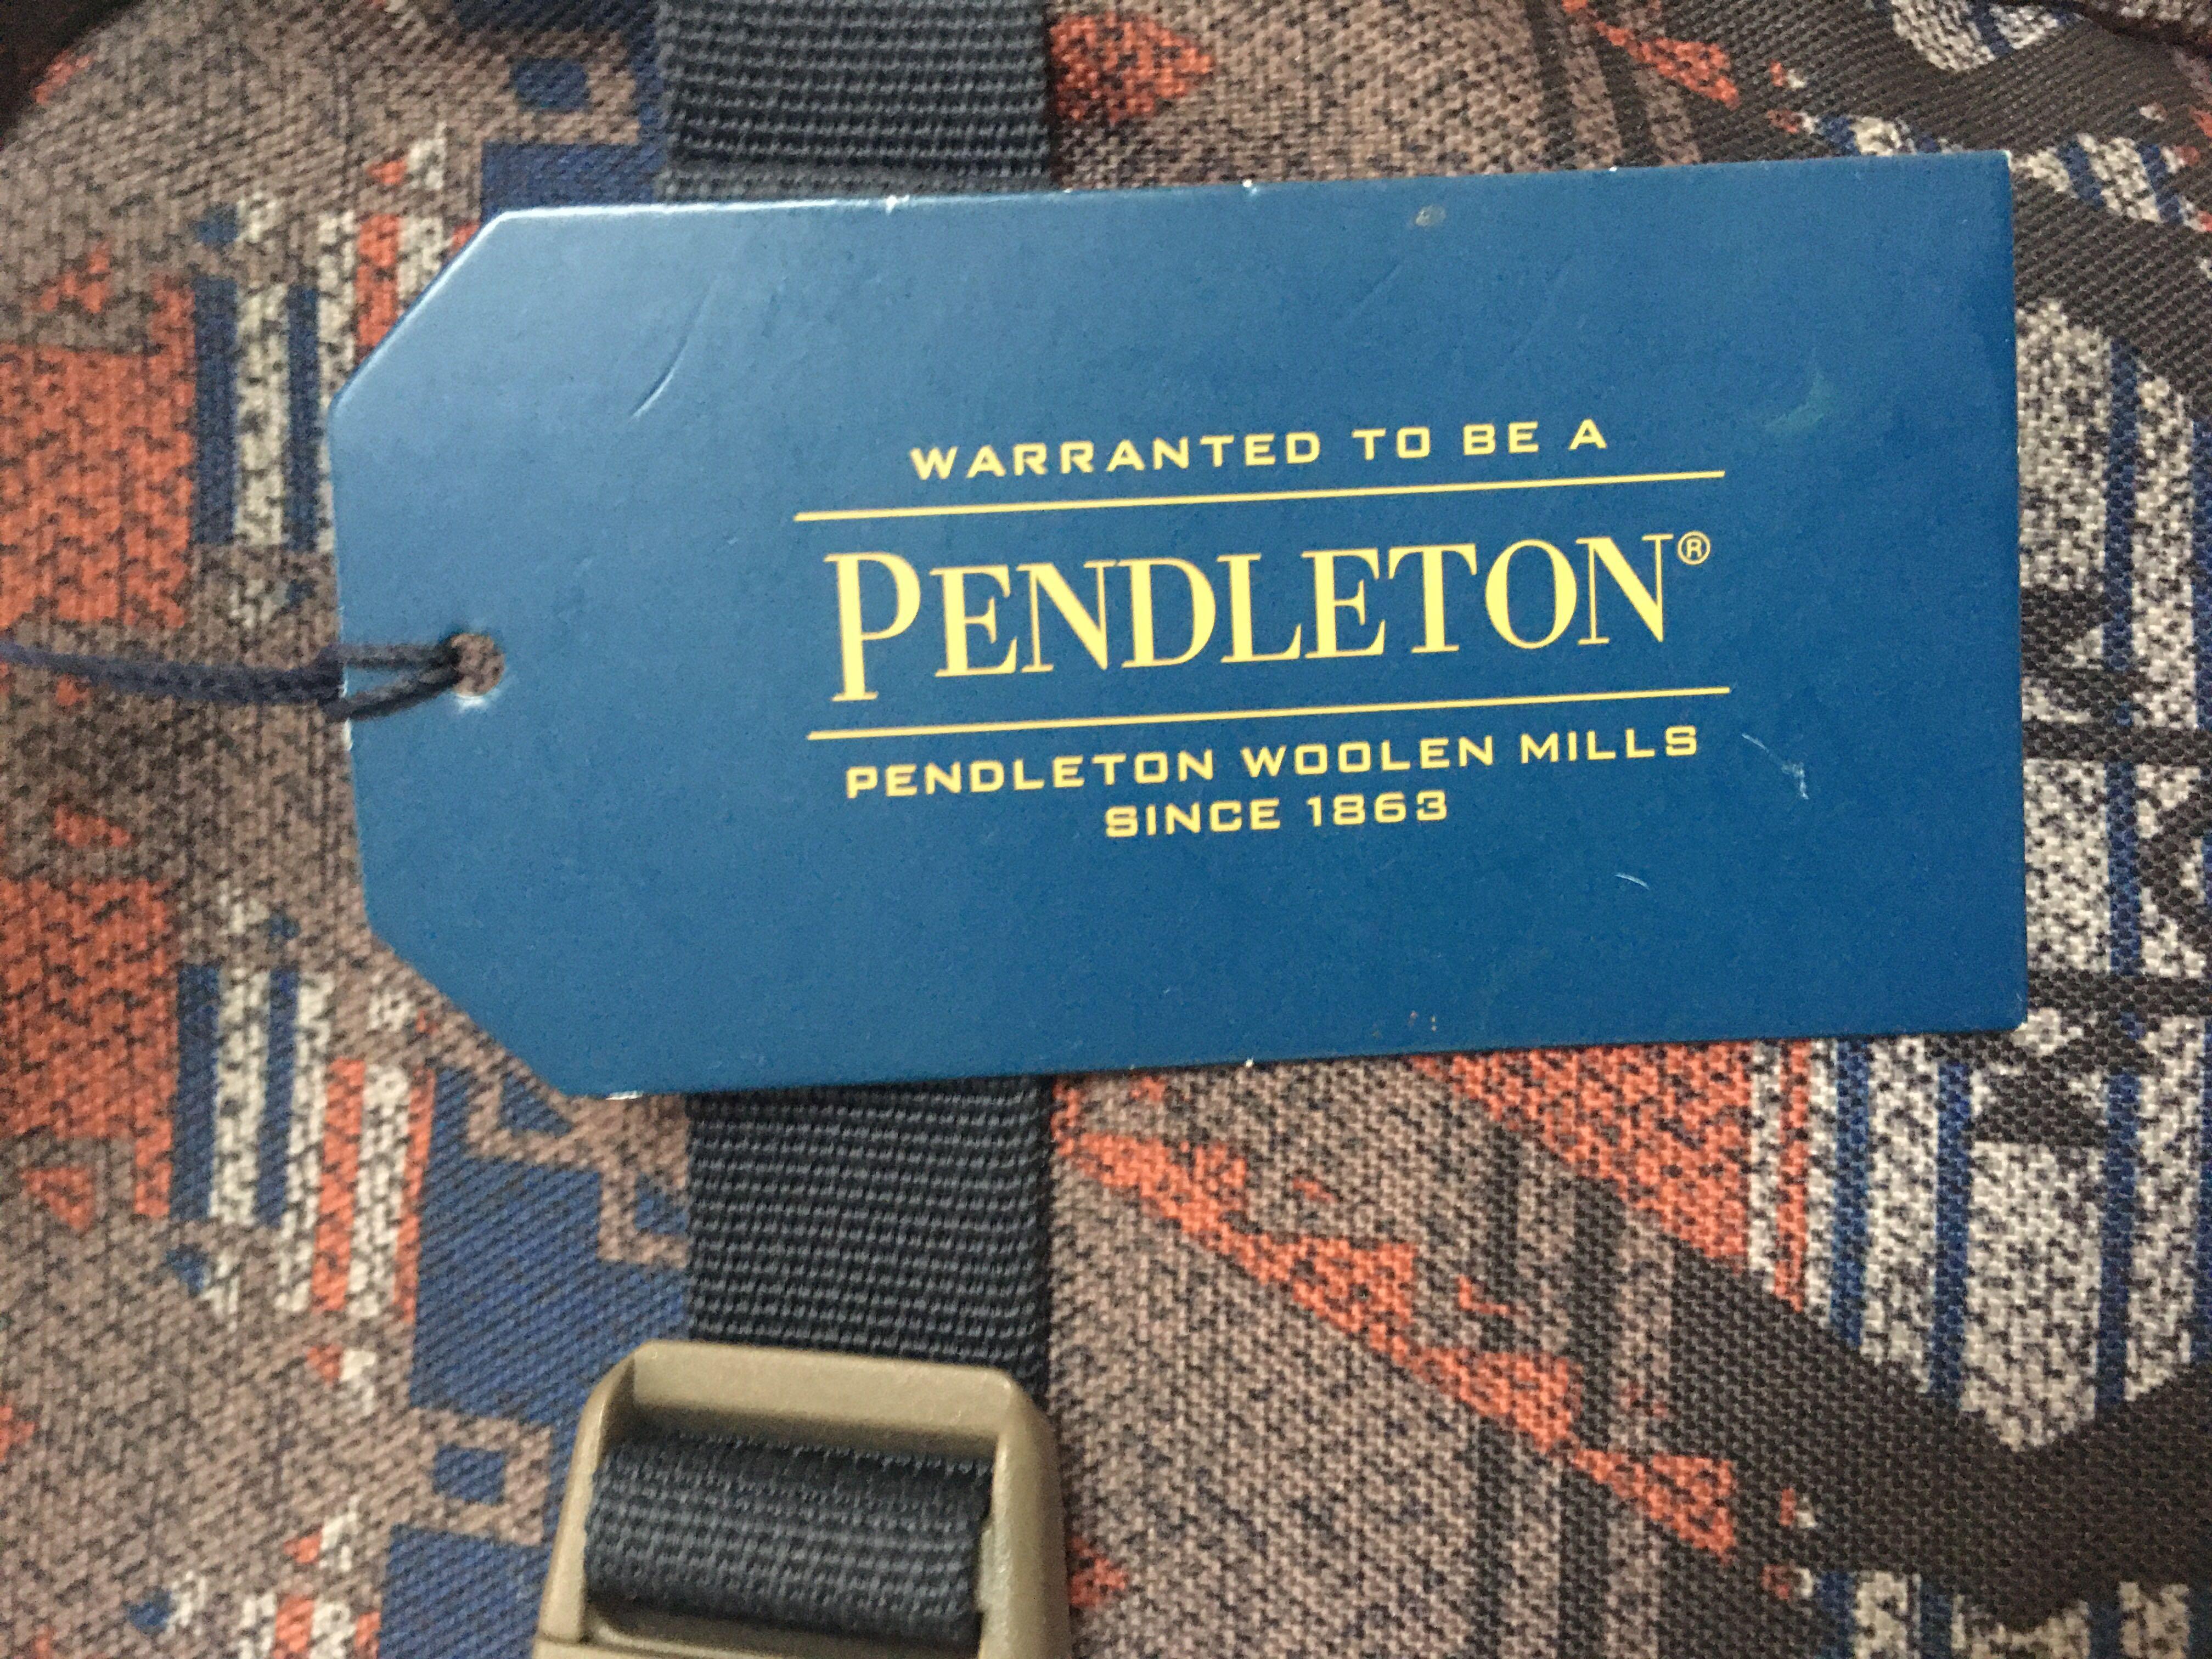 WARRANTED TO BE A
PENDLETON®
PENDLETON WOOLEN MILLS
SINCE 1863